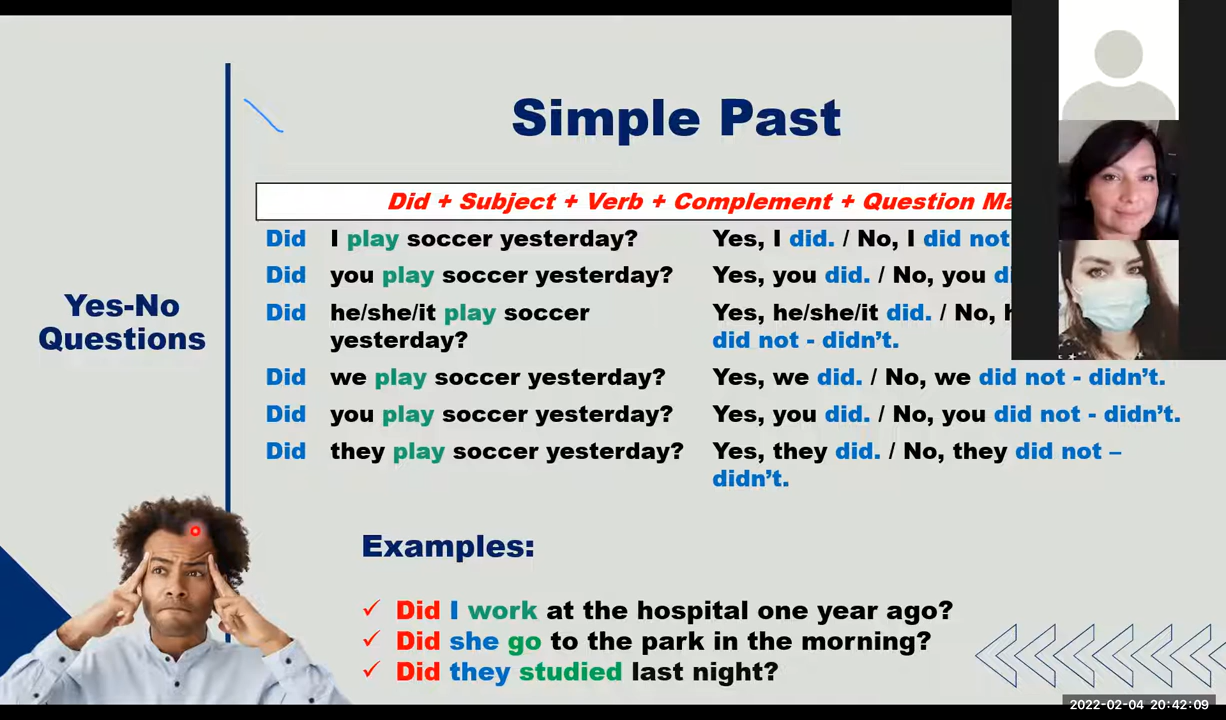 Simple Past
Did + Subject + Verb + Complement + Question
Yes-No
Questions
Did I play soccer yesterday? Yes, I did. / No, I did not
Did you play soccer yesterday? Yes, you did. / No, you
Did he/she/it play soccer Yes, he/she/it did. / No,
yesterday? did not - didn’t.
Did we play soccer yesterday? Yes, we did. / No, we did not - didn’t.
Did you play soccer yesterday? Yes, you did. / No, you did not - didn’t.
Did they play soccer yesterday? Yes, they did. / No, they did not –
didn’t.
Examples:
✓ Did I work at the hospital one year ago?
✓ Did she go to the park in the morning?
✓ Did they studied last night?
2022-02-04 20:42:09